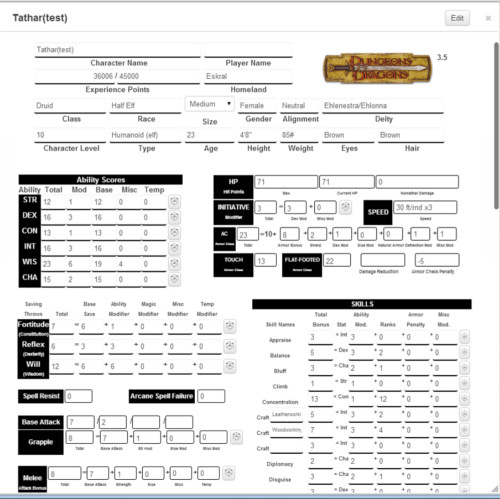 Tathar(test)
Edit
×
Tathar(test)
Character Name Player Name
DUNGEONS & DRAGONS
3.5
36006 / 45000 Eskral
Experience Points Homeland
Druid Half Elf Medium Female Neutral Ehlenestra/Ehlonna
Class Race Size Gender Alignment Deity
10 Humanoid (elf) 23 4'8" 85# Brown Brown
Character Level Type Age Height Weight Eyes Hair
Ability Scores
Ability Total Mod Base Misc Temp
STR 12 1 12 0 0
DEX 16 3 16 0 0
CON 13 1 13 0 0
INT 16 3 16 0 0
WIS 23 6 19 4 0
CHA 15 2 15 0 0
HP 71 71 0
Hit Points Max Current HP Nonlethal Damage
INITIATIVE 3 = 3 + 0 SPEED 30 ft/ind x3
Modifier Total Dex Mod Misc Mod Speed
AC 23 =10+ 8 + 2 + 1 + 0 + 0 + 1 + 1
Armor Class Total Armor Bonus Shield Dex Mod Size Mod Natural Armor Deflection Mod Misc Mod
TOUCH 13 FLAT-FOOTED 22 -5
Armor Class Armor Class Damage Reduction Armor Check Penalty
Saving Base Ability Magic Misc Temp
Throws Total Save Modifier Modifier Modifier Modifier
Fortitude 7 = 6 + 1 + 0 + 0 + 0
(Constitution)
Reflex 6 = 3 + 3 + 0 + 0 + 0
(Dexterity)
Will 12 = 6 + 6 + 0 + 0 + 0
(Wisdom)
Spell Resist 0 Arcane Spell Failure 0
Base Attack 7 / 2 / /
Grapple 8 = 7 + 1 + 0 + 0
Total Base Attack Str mod Size Mod Misc Mod
Melee 8 = 7 + 1 + 0 + 0 + 0
Attack Bonus Total Base Attack Strength Size Misc Temp
SKILLS
Total Ability Armor Misc
Skill Names Bonus Stat Mod. Ranks Penalty Mod.
Appraise 3 = Int 3 + 0 + 0 + 0
Balance 5 = Dex 3 + 2 + 0 + 0
Bluff 3 = Cha 2 + 1 + 0 + 0
Climb 1 = Str 1 + 0 + 0 + 0
Concentration 13 = Con 1 + 12 + 0 + 0
Craft Leatherworki 5 = Int 3 + 2 + 0 + 0
Craft Woodworkin 7 = Int 3 + 4 + 0 + 0
Craft 3 = Int 3 + 0 + 0 + 0
Diplomacy 2 = Cha 2 + 0 + 0 + 0
Disguise 3 = Cha 2 + 1 + 0 + 0
3 = Dex 3 + 0 + 0 + 0